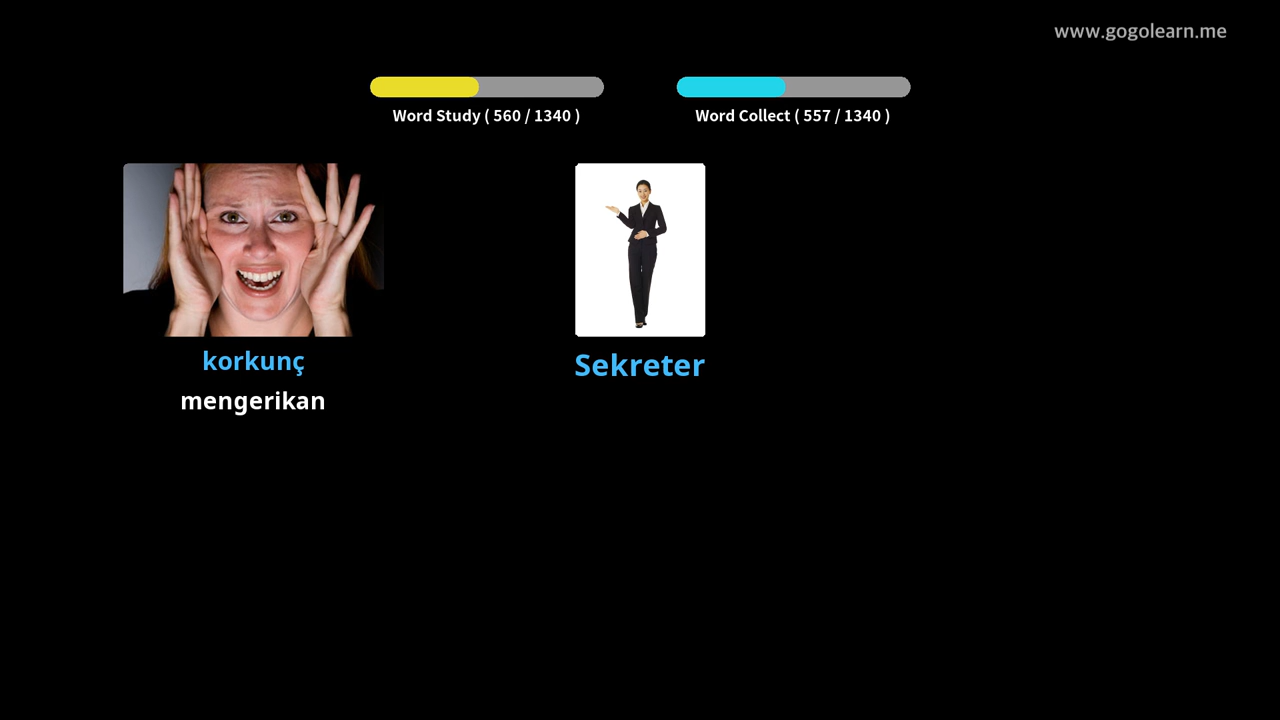 www.gogolearn.me
Word Study ( 560 / 1340 )
Word Collect ( 557 / 1340 )
korkunç
mengerikan
Sekreter